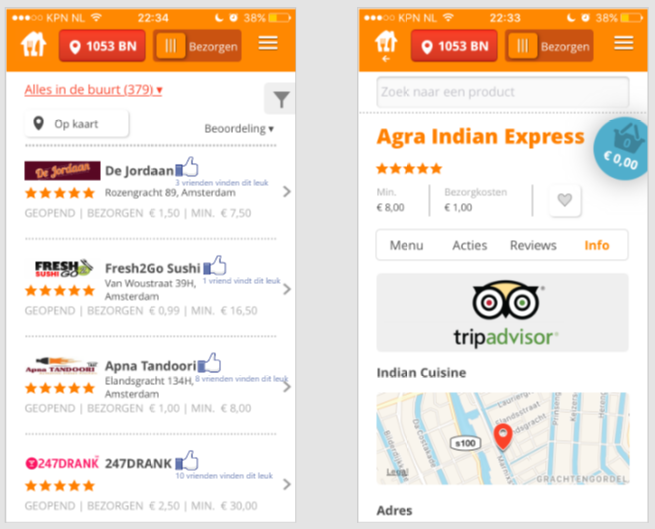 KPN NL 22:34 38%
1053 BN Bezorgen
Alles in de buurt (379) ▾
Op kaart
Beoordeling ▾
De Jordaan De Jordaan
3 vrienden vinden dit leuk
Rozengracht 89, Amsterdam
GEOPEND | BEZORGEN € 1,50 | MIN. € 7,50
FRESH SUSHI GO Fresh2Go Sushi
Van Woustraat 39H, 1 vriend vindt dit leuk
Amsterdam
GEOPEND | BEZORGEN € 0,99 | MIN. € 16,50
Apna TANDOORI Apna Tandoori
Elandsgracht 134H, 8 vrienden vinden dit leuk
Amsterdam
GEOPEND | BEZORGEN € 1,00 | MIN. € 8,00
247DRANK 247DRANK
10 vrienden vinden dit leuk
GEOPEND | BEZORGEN € 2,50 | MIN. € 30,00
KPN NL 22:33 38%
1053 BN Bezorgen
Zoek naar een product
Agra Indian Express
0
€ 0,00
Min. Bezorgkosten
€ 8,00 € 1,00
Menu Acties Reviews Info
tripadvisor
Indian Cuisine
Elandsstraat
s100
Legal
GRACHTENGORDEL
Adres